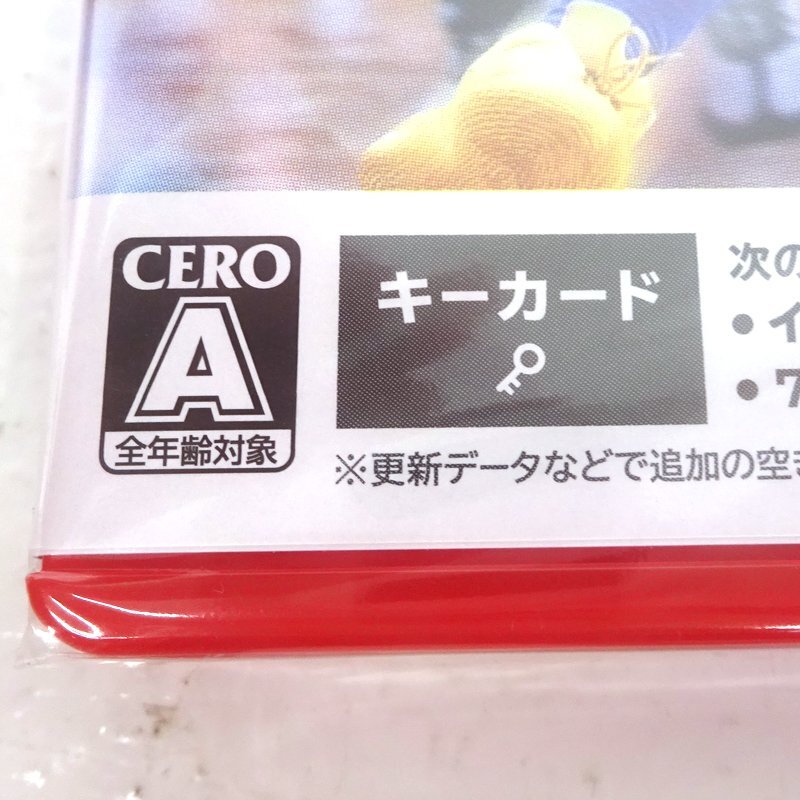 CERO
A
全年齢対象
キーカード
次の
•イ
•7
※更新データなどで追加の空き